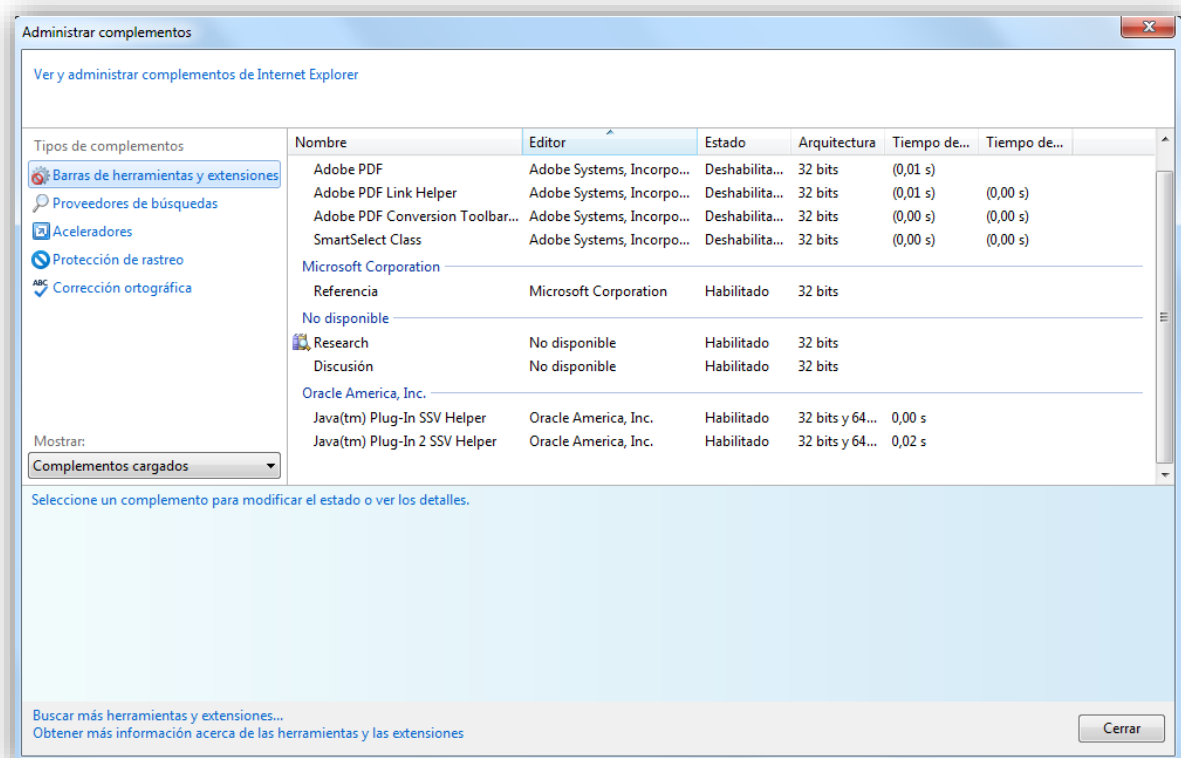 Administrar complementos
Ver y administrar complementos de Internet Explorer
Tipos de complementos
Barras de herramientas y extensiones
Proveedores de búsquedas
Aceleradores
Protección de rastreo
ABC Corrección ortográfica
Mostrar:
Complementos cargados
Nombre Editor Estado Arquitectura Tiempo de... Tiempo de...
Adobe PDF Adobe Systems, Incorpo... Deshabilita... 32 bits (0,01 s)
Adobe PDF Link Helper Adobe Systems, Incorpo... Deshabilita... 32 bits (0,01 s) (0,00 s)
Adobe PDF Conversion Toolbar... Adobe Systems, Incorpo... Deshabilita... 32 bits (0,00 s) (0,00 s)
SmartSelect Class Adobe Systems, Incorpo... Deshabilita... 32 bits (0,00 s) (0,00 s)
Microsoft Corporation
Referencia Microsoft Corporation Habilitado 32 bits
No disponible
Research No disponible Habilitado 32 bits
Discusión No disponible Habilitado 32 bits
Oracle America, Inc.
Java(tm) Plug-In SSV Helper Oracle America, Inc. Habilitado 32 bits y 64... 0,00 s
Java(tm) Plug-In 2 SSV Helper Oracle America, Inc. Habilitado 32 bits y 64... 0,02 s
Seleccione un complemento para modificar el estado o ver los detalles.
Buscar más herramientas y extensiones...
Obtener más información acerca de las herramientas y las extensiones
Cerrar